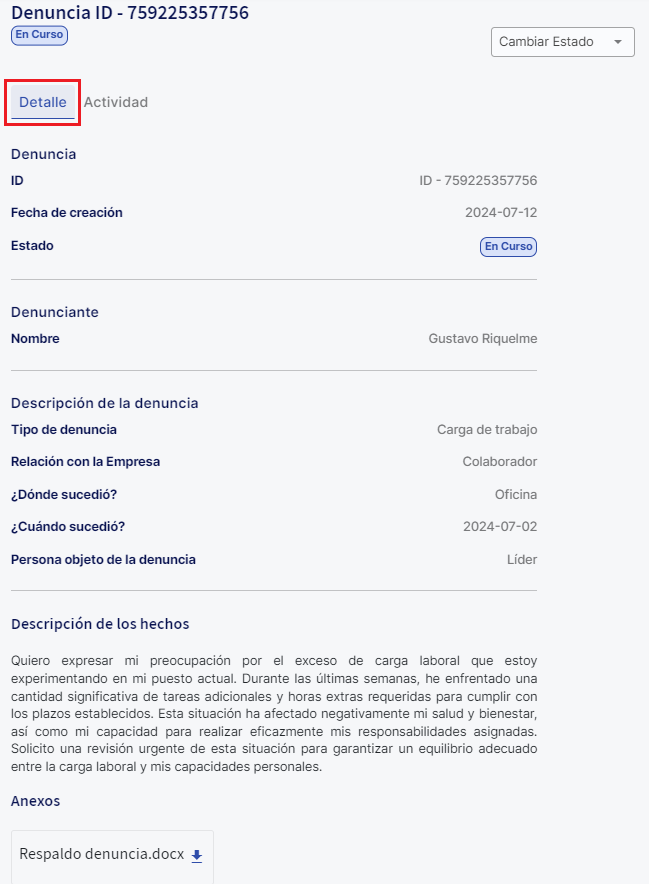 Denuncia ID - 759225357756
En Curso
Cambiar Estado
Detalle
Actividad
Denuncia
ID
ID - 759225357756
Fecha de creación
2024-07-12
Estado
En Curso
Denunciante
Nombre
Gustavo Riquelme
Descripción de la denuncia
Tipo de denuncia
Carga de trabajo
Relación con la Empresa
Colaborador
¿Dónde sucedió?
Oficina
¿Cuándo sucedió?
2024-07-02
Persona objeto de la denuncia
Líder
Descripción de los hechos
Quiero expresar mi preocupación por el exceso de carga laboral que estoy
experimentando en mi puesto actual. Durante las últimas semanas, he enfrentado una
cantidad significativa de tareas adicionales y horas extras requeridas para cumplir con
los plazos establecidos. Esta situación ha afectado negativamente mi salud y bienestar,
así como mi capacidad para realizar eficazmente mis responsabilidades asignadas.
Solicito una revisión urgente de esta situación para garantizar un equilibrio adecuado
entre la carga laboral y mis capacidades personales.
Anexos
Respaldo denuncia.docx